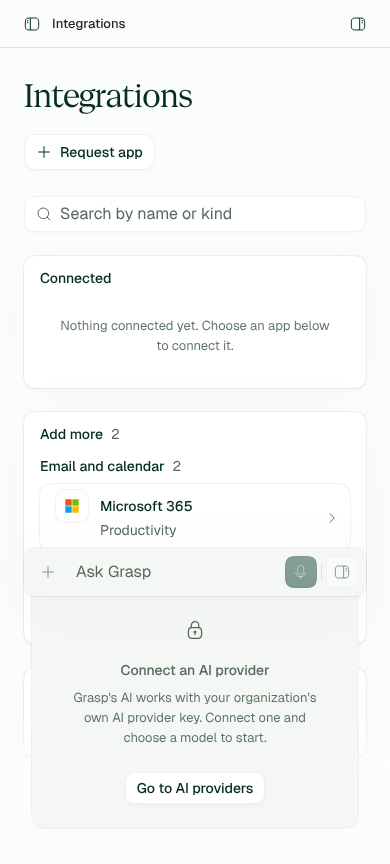 Integrations
Integrations
Request app
Search by name or kind
Connected
Nothing connected yet. Choose an app below
to connect it.
Add more 2
Email and calendar 2
Microsoft 365
Productivity
Ask Grasp
Connect an AI provider
Grasp's AI works with your organization's
own AI provider key. Connect one and
choose a model to start.
Go to AI providers